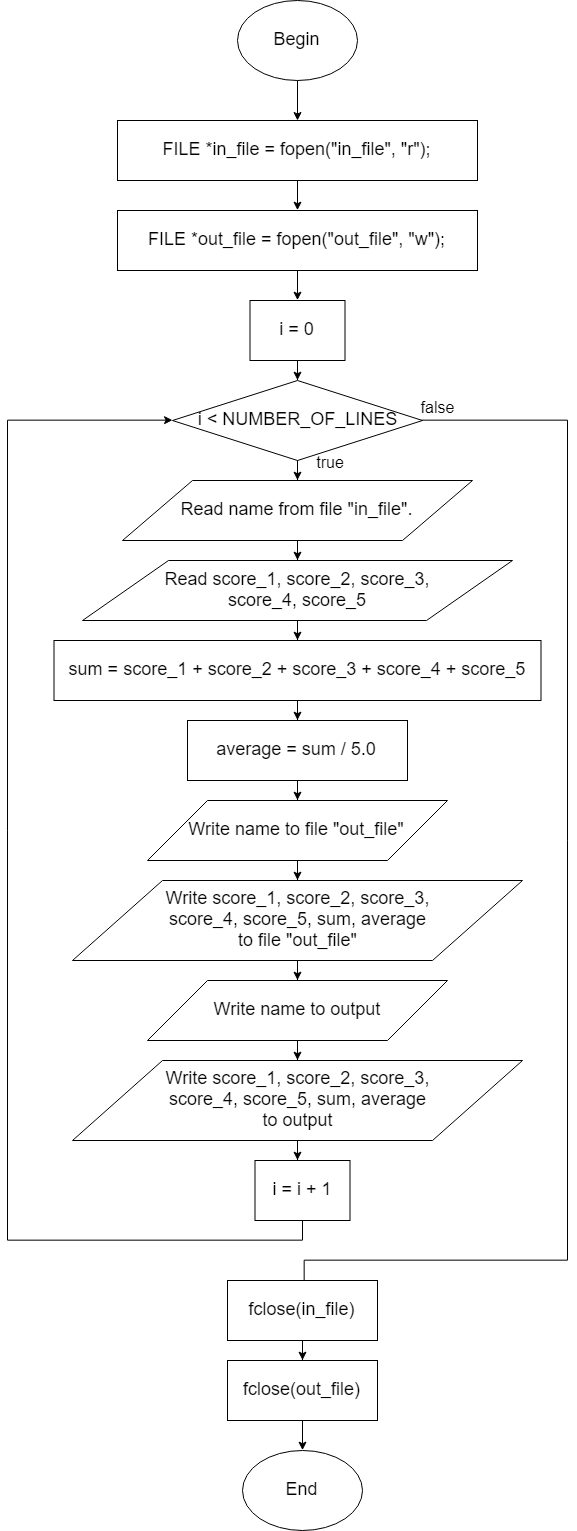 Begin
FILE *in_file = fopen("in_file", "r");
FILE *out_file = fopen("out_file", "w");
i = 0
i < NUMBER_OF_LINES
false
true
Read name from file "in_file".
Read score_1, score_2, score_3,
score_4, score_5
sum = score_1 + score_2 + score_3 + score_4 + score_5
average = sum / 5.0
Write name to file "out_file"
Write score_1, score_2, score_3,
score_4, score_5, sum, average
to file "out_file"
Write name to output
Write score_1, score_2, score_3,
score_4, score_5, sum, average
to output
i = i + 1
fclose(in_file)
fclose(out_file)
End